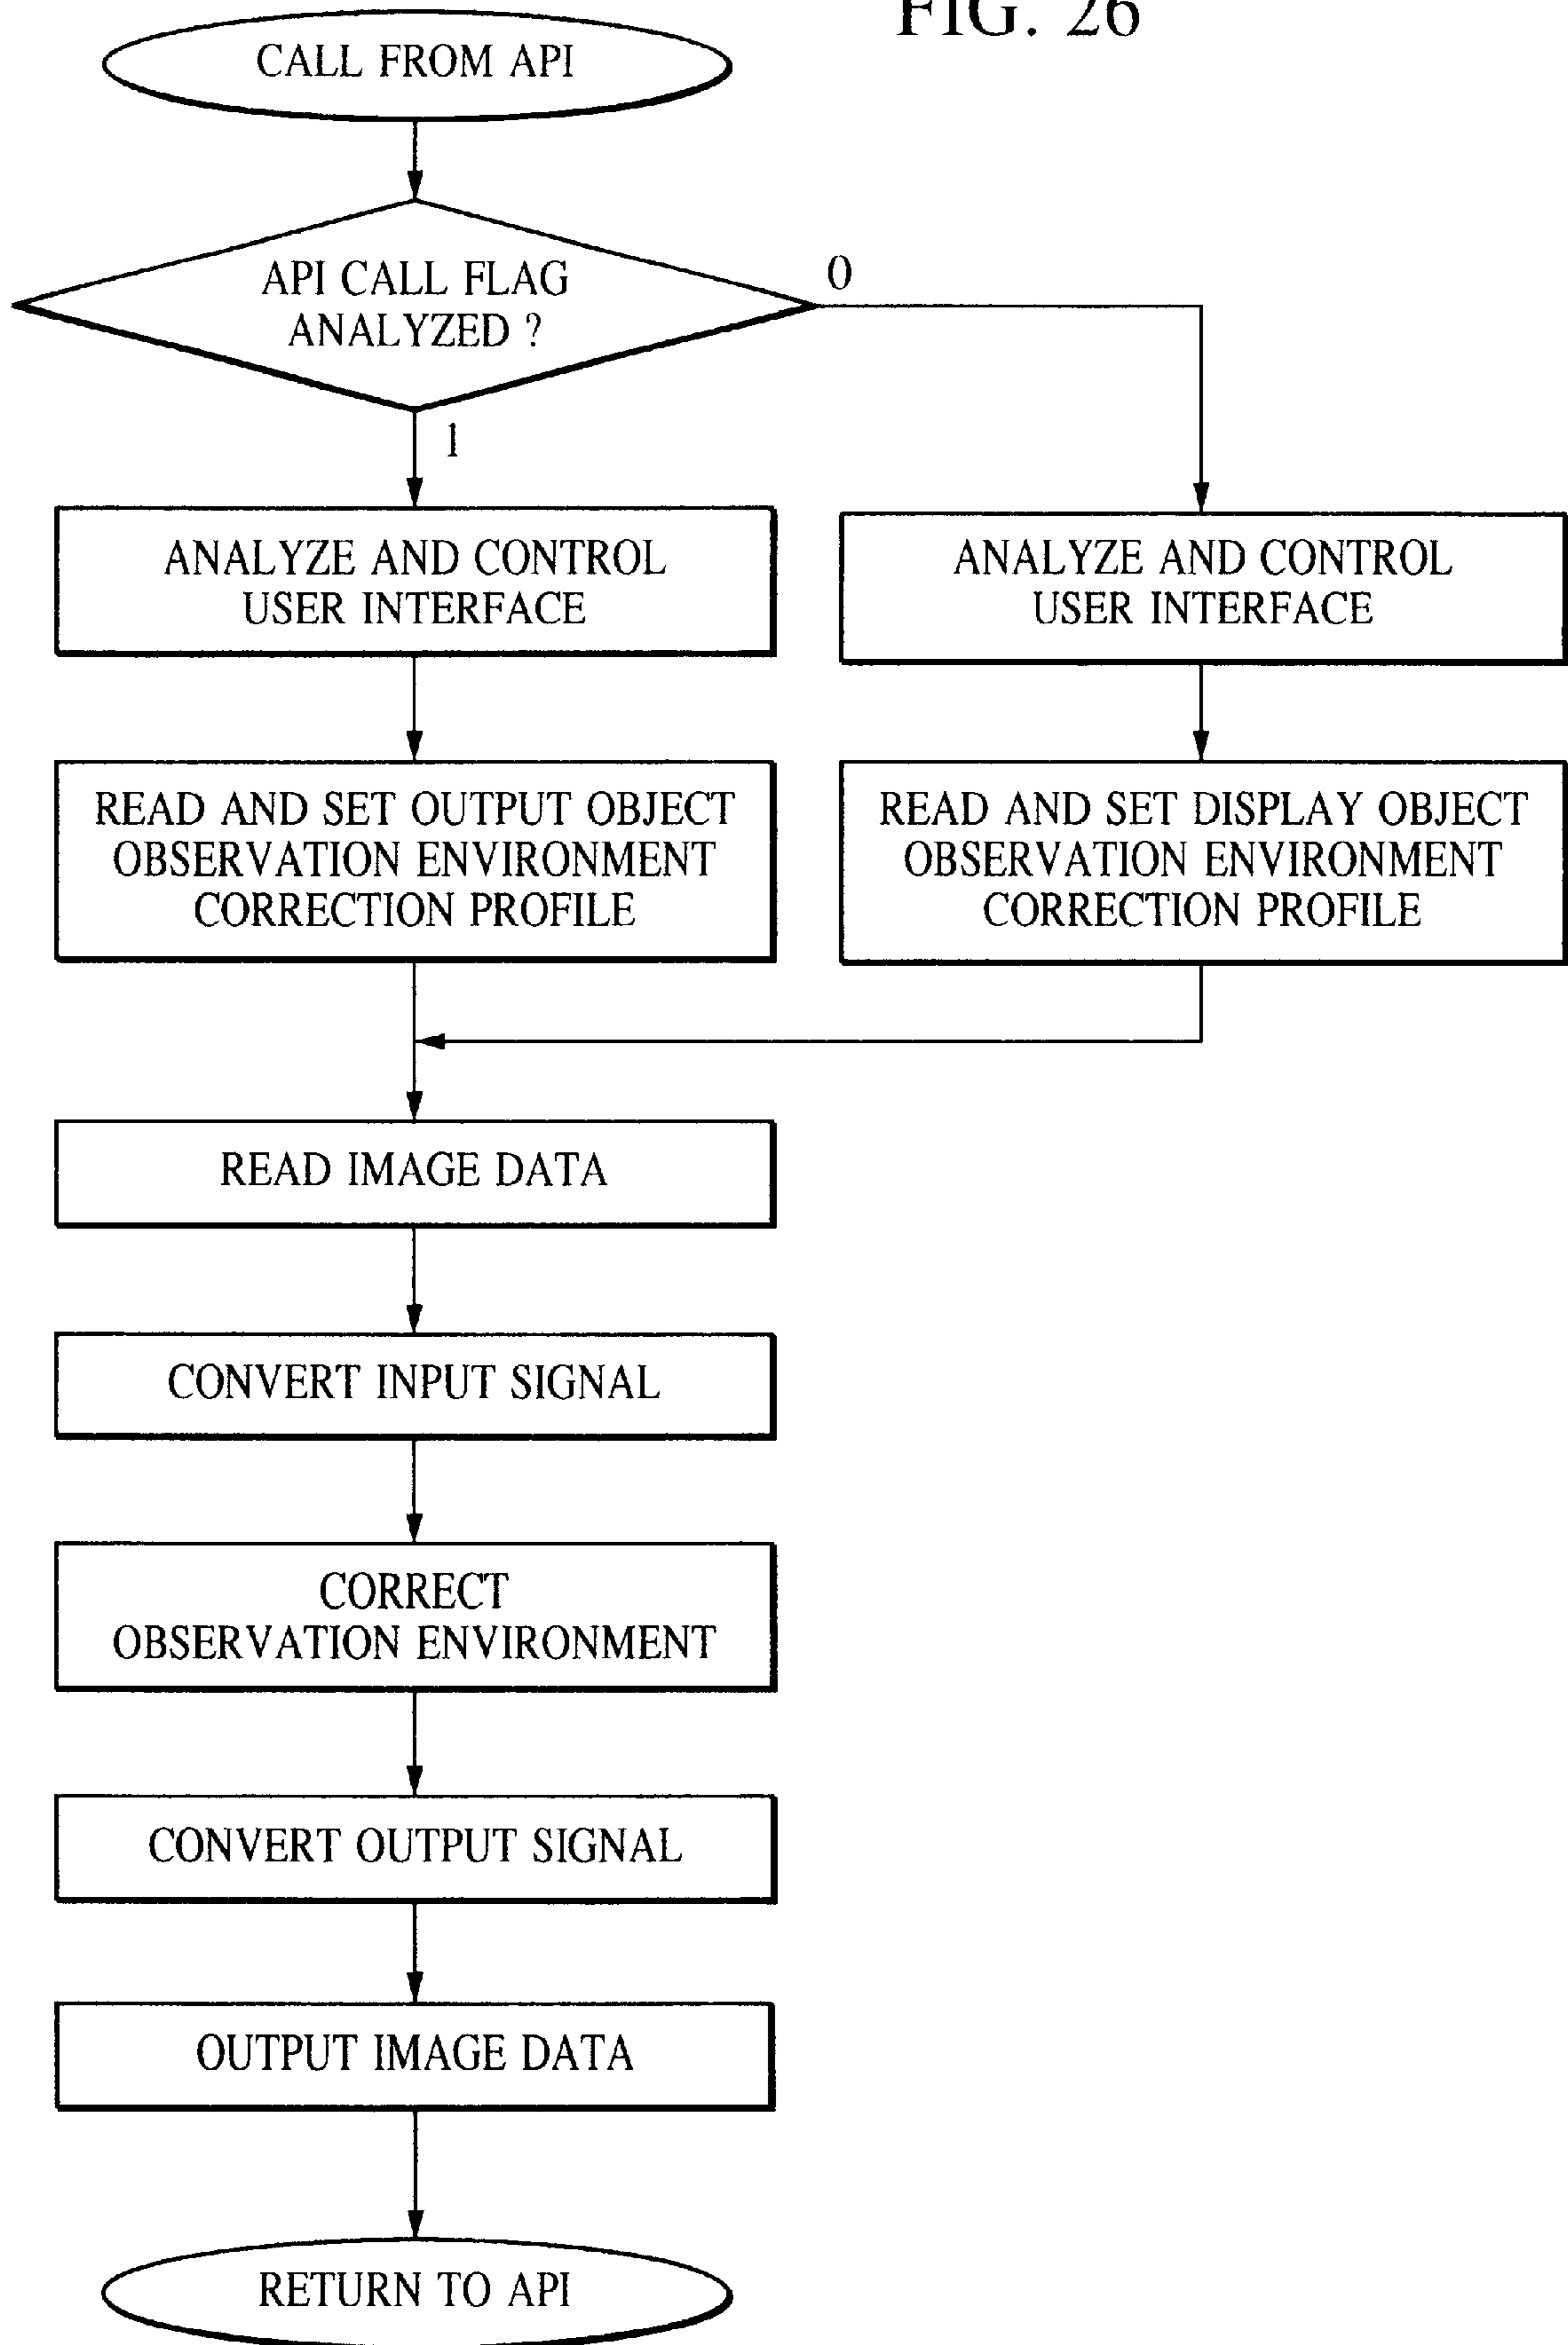 FIG. 26
CALL FROM API
API CALL FLAG
ANALYZED ?
0
1
ANALYZE AND CONTROL
USER INTERFACE
ANALYZE AND CONTROL
USER INTERFACE
READ AND SET OUTPUT OBJECT
OBSERVATION ENVIRONMENT
CORRECTION PROFILE
READ AND SET DISPLAY OBJECT
OBSERVATION ENVIRONMENT
CORRECTION PROFILE
READ IMAGE DATA
CONVERT INPUT SIGNAL
CORRECT
OBSERVATION ENVIRONMENT
CONVERT OUTPUT SIGNAL
OUTPUT IMAGE DATA
RETURN TO API